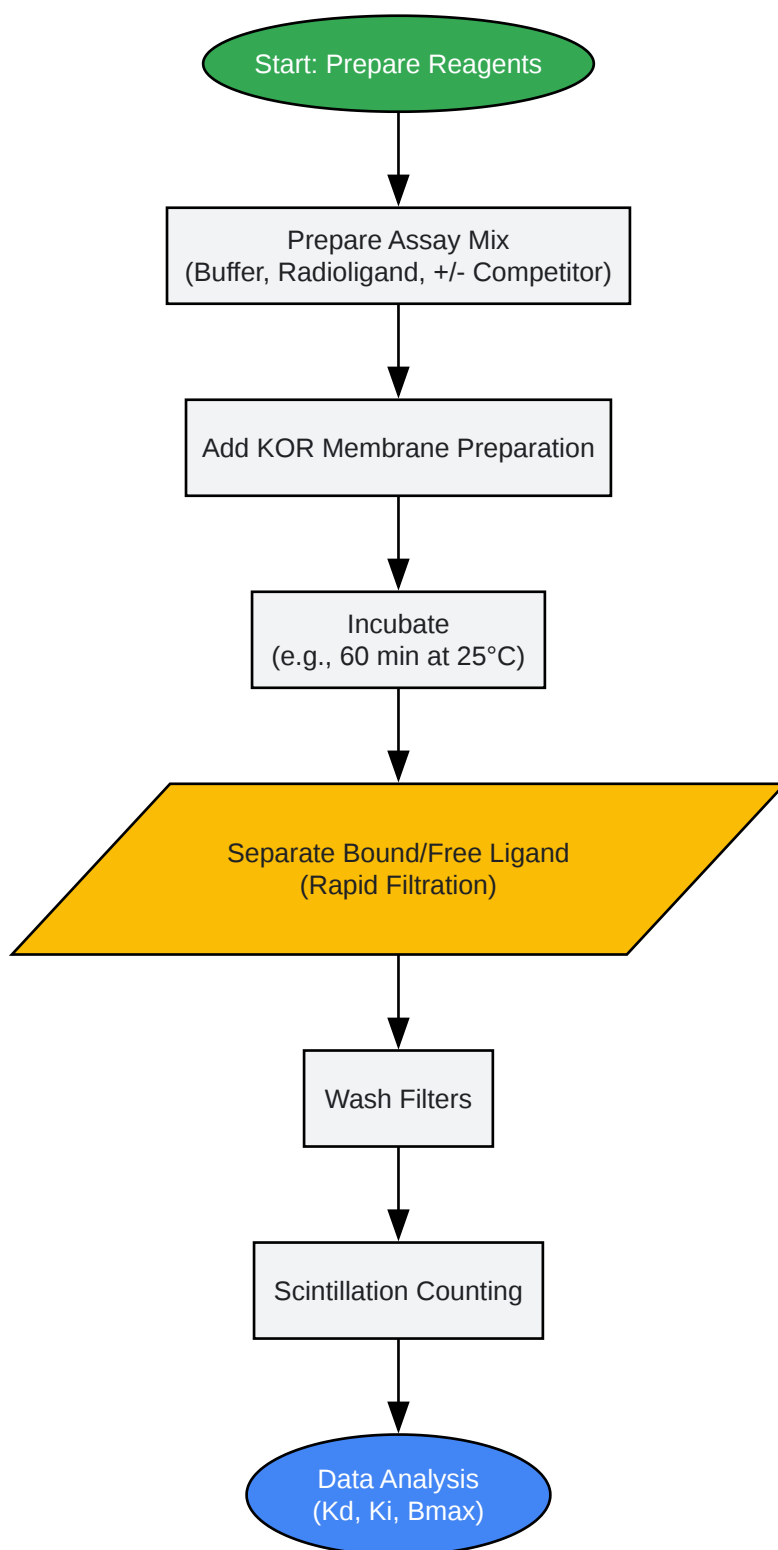 Start: Prepare Reagents
Prepare Assay Mix
(Buffer, Radioligand, +/- Competitor)
Add KOR Membrane Preparation
Incubate
(e.g., 60 min at 25°C)
Separate Bound/Free Ligand
(Rapid Filtration)
Wash Filters
Scintillation Counting
Data Analysis
(Kd, Ki, Bmax)